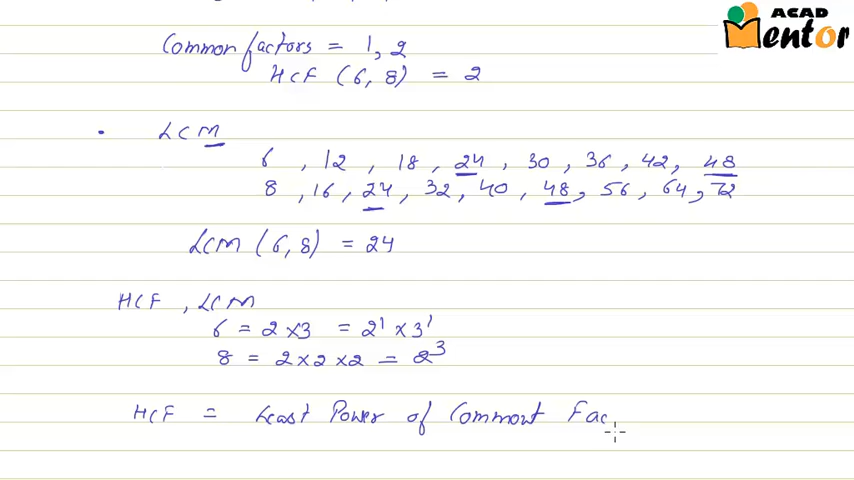 ACAD
mentor
Common factors = 1, 2
HCF (6, 8) = 2
• LCM
6 , 12 , 18 , 24 , 30 , 36 , 42 , 48
8 , 16 , 24 , 32 , 40 , 48 , 56 , 64 , 72
LCM (6, 8) = 24
HCF , LCM
6 = 2 × 3 = 2¹ × 3¹
8 = 2 × 2 × 2 = 2³
HCF = Least Power of Common Fac